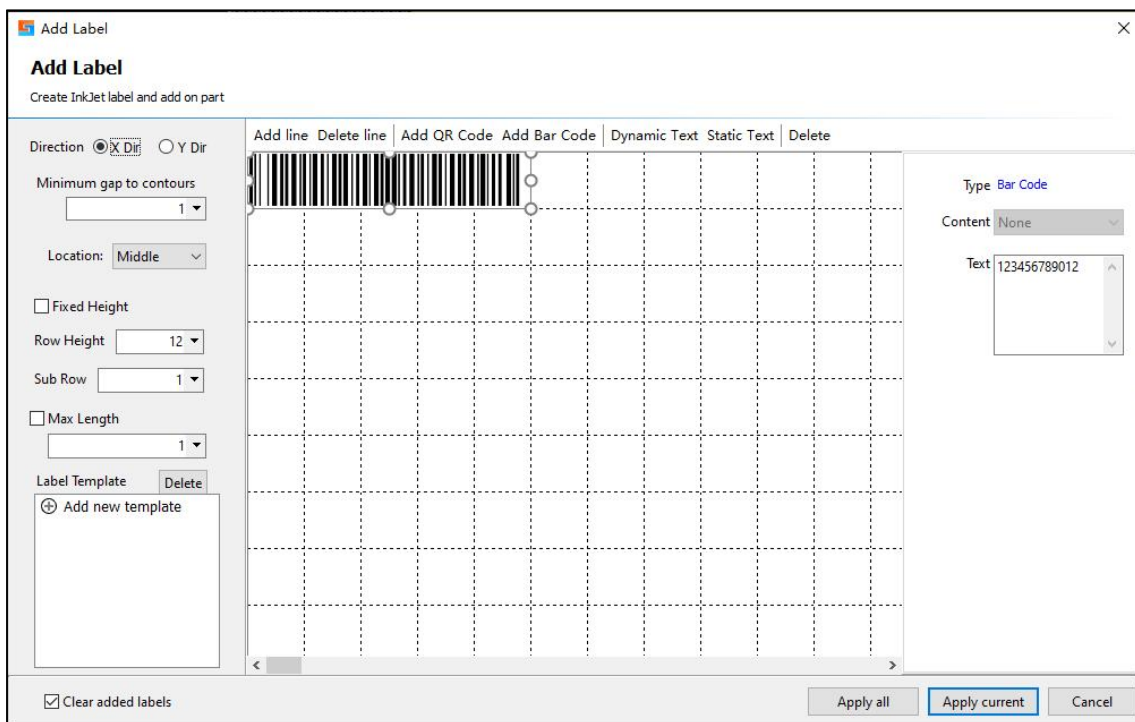 Add Label
Add Label
Create InkJet label and add on part
Direction X Dir Y Dir
Minimum gap to contours
1
Location: Middle
Fixed Height
Row Height 12
Sub Row 1
Max Length
1
Label Template Delete
Add new template
Add line Delete line Add QR Code Add Bar Code Dynamic Text Static Text Delete
Type Bar Code
Content None
Text 123456789012
Clear added labels
Apply all Apply current Cancel